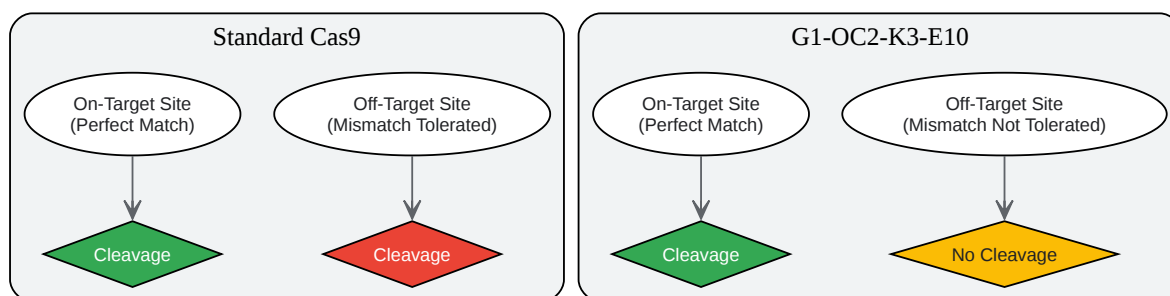 Standard Cas9
On-Target Site
(Perfect Match)
Off-Target Site
(Mismatch Tolerated)
Cleavage
Cleavage
G1-OC2-K3-E10
On-Target Site
(Perfect Match)
Off-Target Site
(Mismatch Not Tolerated)
Cleavage
No Cleavage